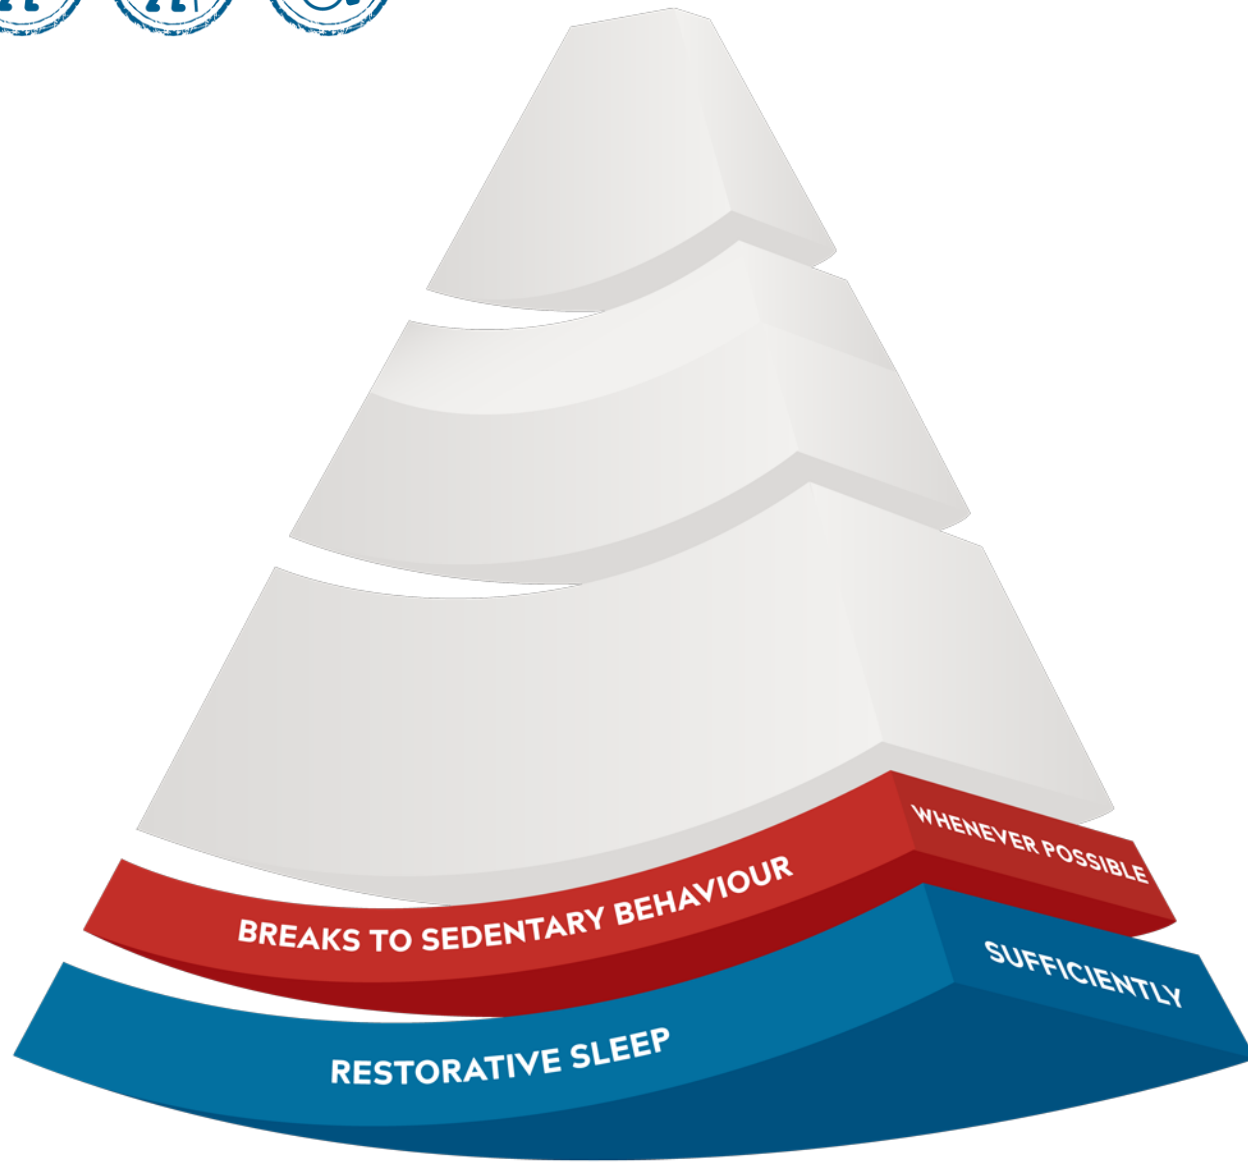 BREAKS TO SEDENTARY BEHAVIOUR
WHENEVER POSSIBLE
RESTORATIVE SLEEP
SUFFICIENTLY